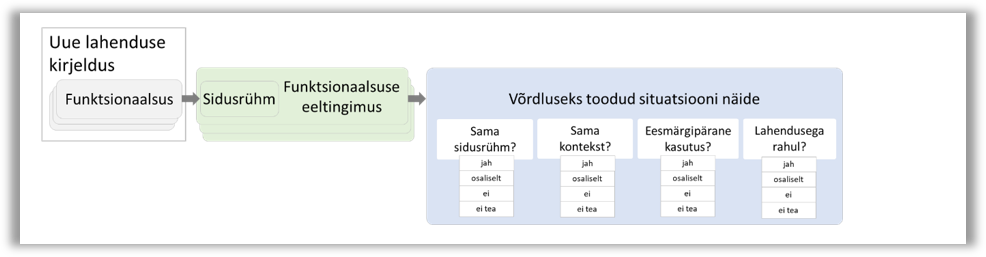 Uue lahenduse
kirjeldus
Funktsionaalsus
Sidusrühm
Funktsionaalsuse
eeltingimus
Võrdluseks toodud situatsiooni näide
Sama
sidusrühm?
jah
osaliselt
ei
ei tea
Sama
kontekst?
jah
osaliselt
ei
ei tea
Eesmärgipärane
kasutus?
jah
osaliselt
ei
ei tea
Lahendusega
rahul?
jah
osaliselt
ei
ei tea